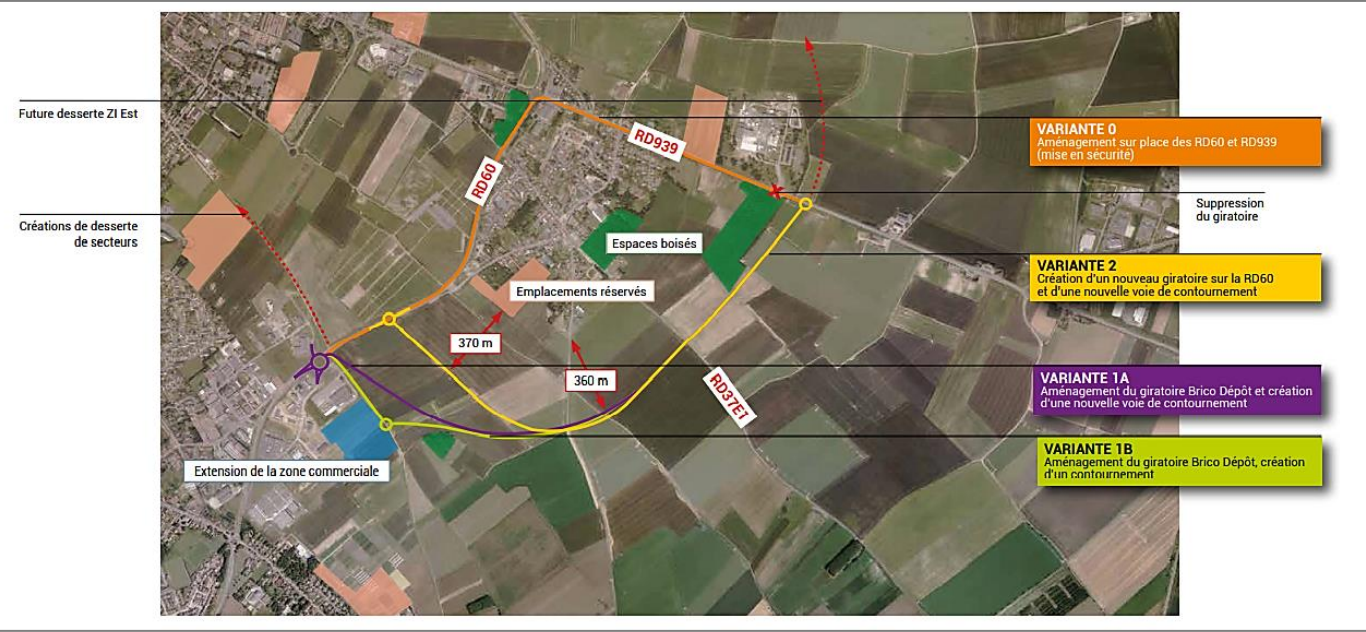 Future desserte ZI Est
Créations de desserte
de secteurs
RD60
RD939
Espaces boisés
Emplacements réservés
370 m
360 m
RD37E1
Extension de la zone commerciale
VARIANTE 0
Aménagement sur place des RD60 et RD939
(mise en sécurité)
Suppression
du giratoire
VARIANTE 2
Création d'un nouveau giratoire sur la RD60
et d'une nouvelle voie de contournement
VARIANTE 1A
Aménagement du giratoire Brico Dépôt et création
d'une nouvelle voie de contournement
VARIANTE 1B
Aménagement du giratoire Brico Dépôt, création
d'un contournement